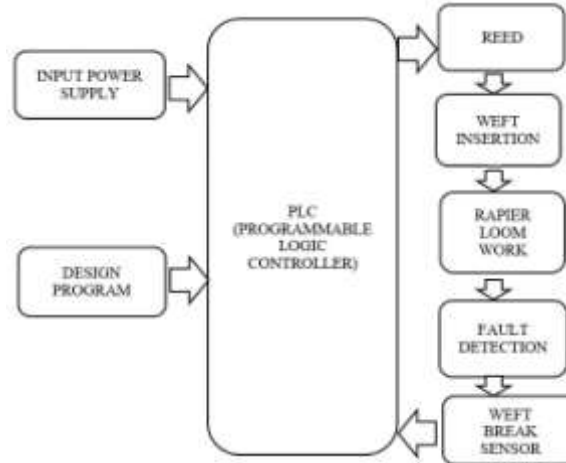 INPUT POWER
SUPPLY
DESIGN
PROGRAM
PLC
(PROGRAMMABLE
LOGIC
CONTROLLER)
REED
WEFT
INSERTION
RAPIER
LOOM
WORK
FAULT
DETECTION
WEFT
BREAK
SENSOR